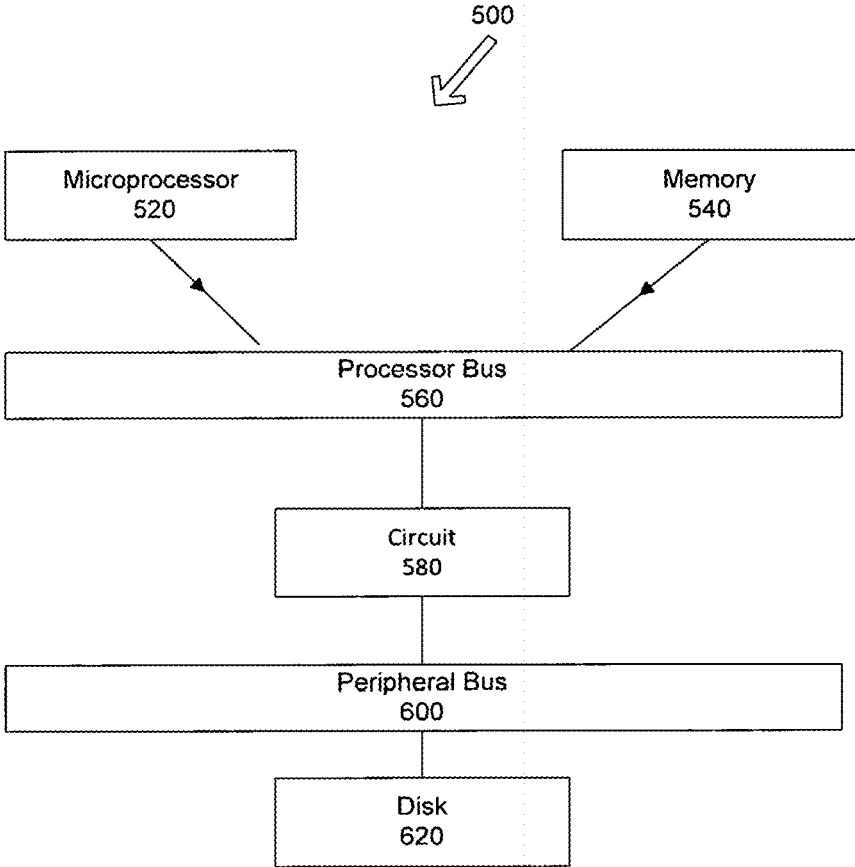 500
Microprocessor
520
Memory
540
Processor Bus
560
Circuit
580
Peripheral Bus
600
Disk
620